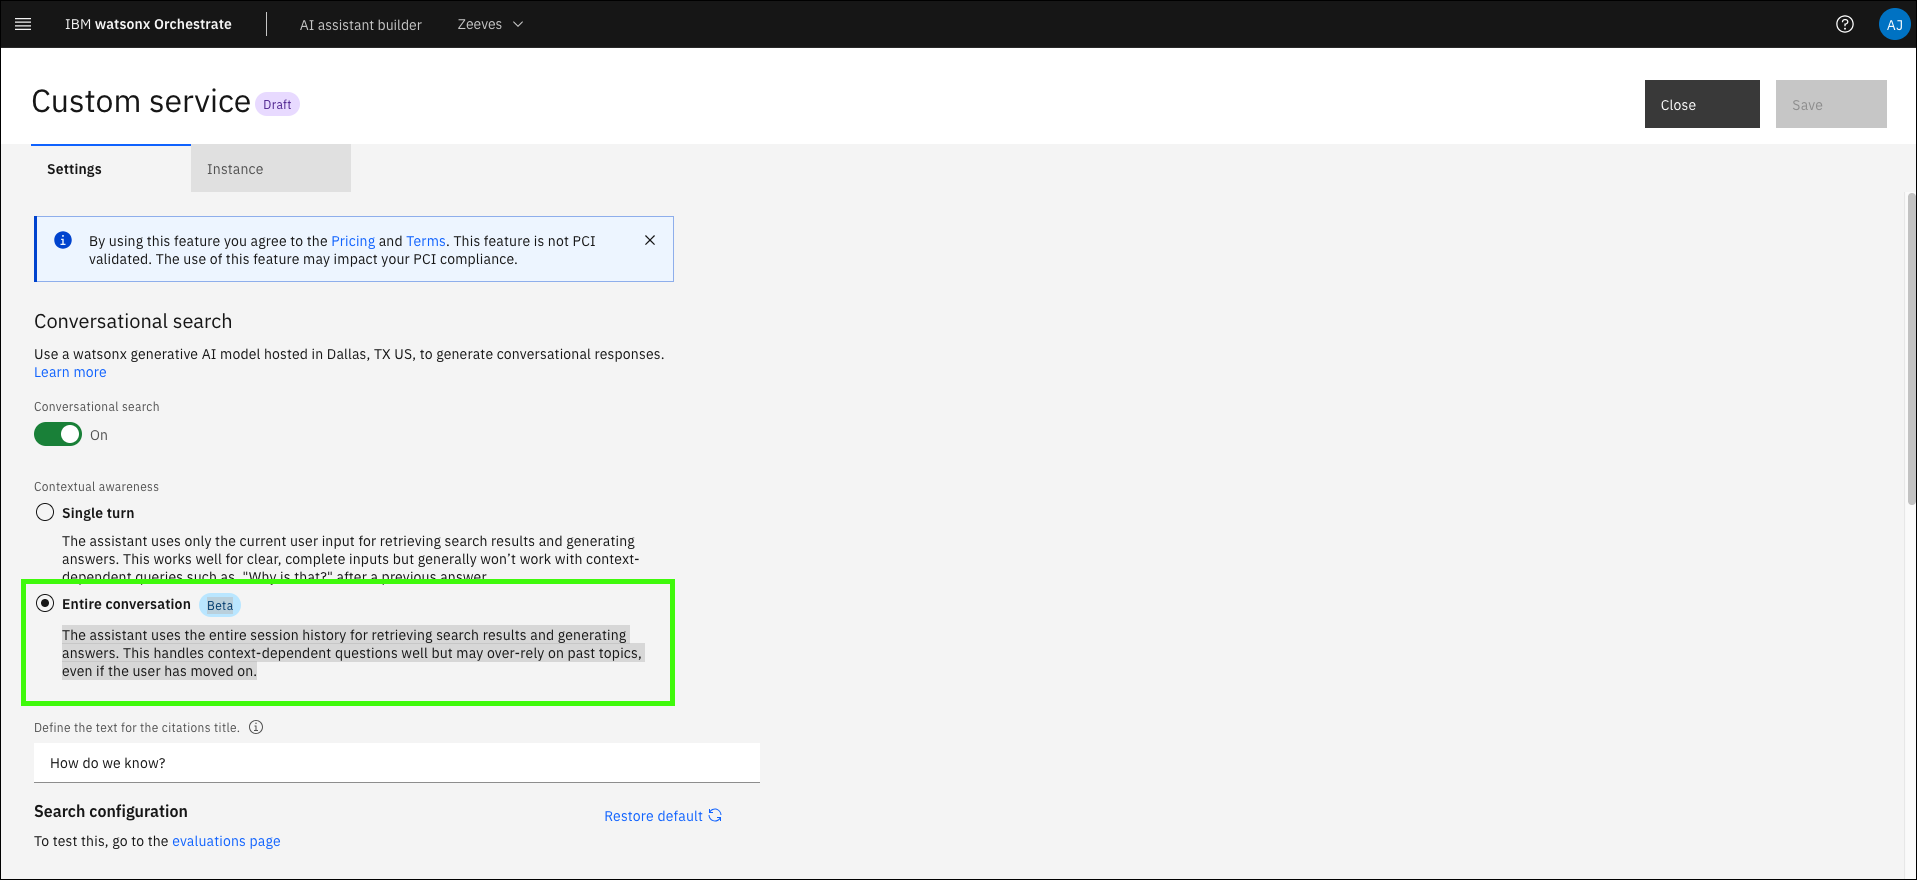 IBM watsonx Orchestrate
AI assistant builder
Zeeves
AJ
Custom service
Draft
Close
Save
Settings
Instance
By using this feature you agree to the Pricing and Terms. This feature is not PCI
validated. The use of this feature may impact your PCI compliance.
Conversational search
Use a watsonx generative AI model hosted in Dallas, TX US, to generate conversational responses.
Learn more
Conversational search
On
Contextual awareness
Single turn
The assistant uses only the current user input for retrieving search results and generating
answers. This works well for clear, complete inputs but generally won’t work with context-
dependent queries such as, "Why is that?" after a previous answer.
Entire conversation
Beta
The assistant uses the entire session history for retrieving search results and generating
answers. This handles context-dependent questions well but may over-rely on past topics,
even if the user has moved on.
Define the text for the citations title.
How do we know?
Search configuration
Restore default
To test this, go to the evaluations page